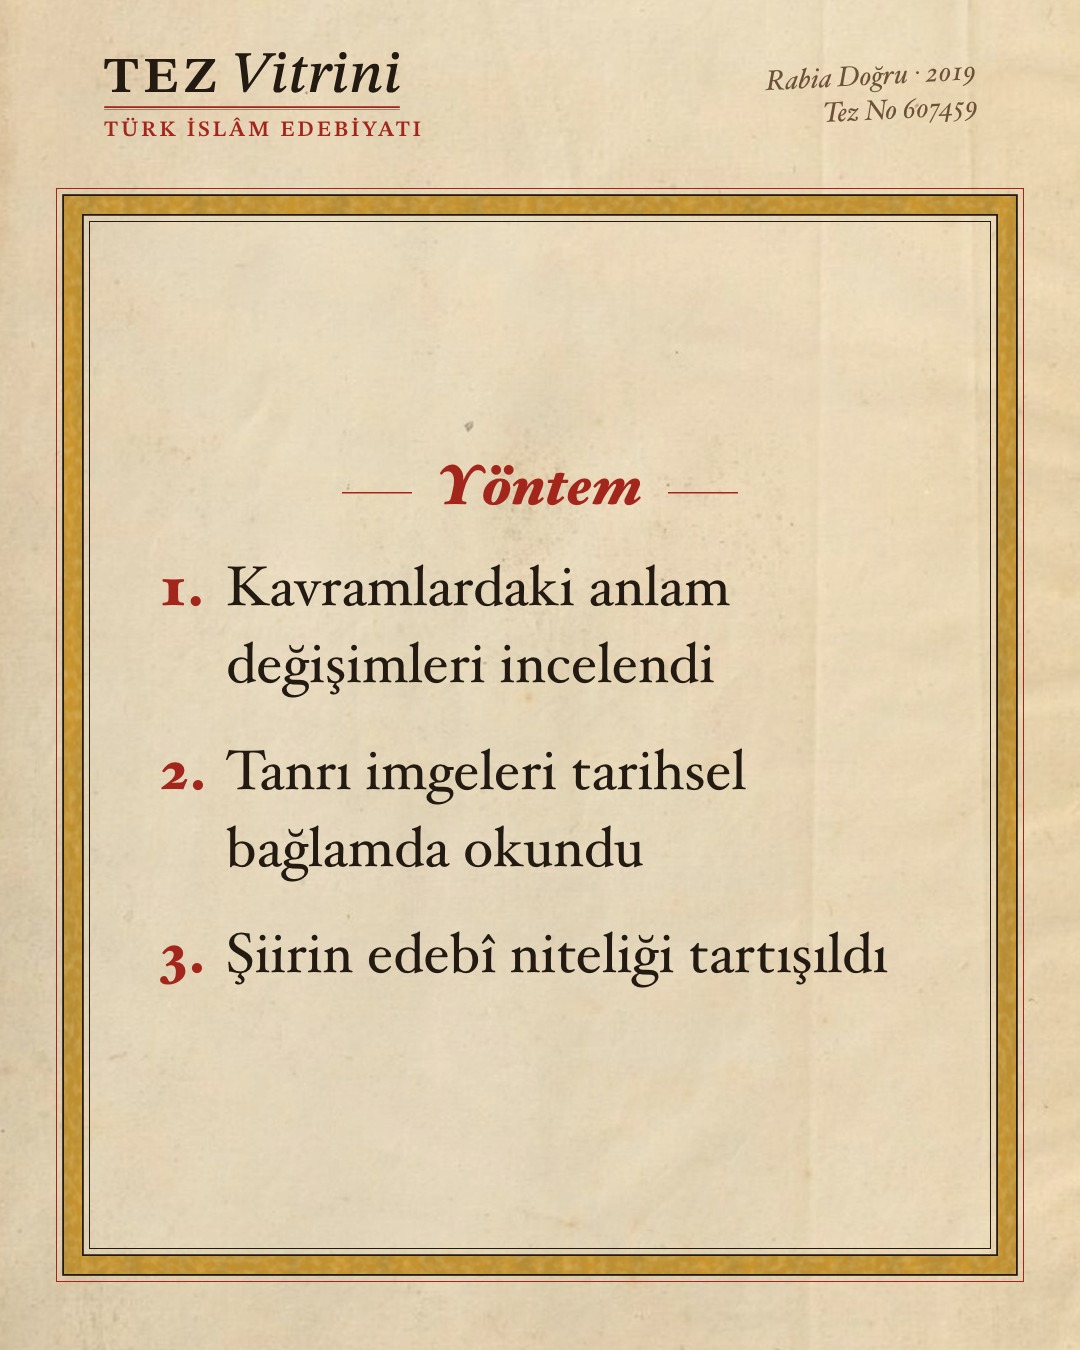 TEZ Vitrini
TÜRK İSLÂM EDEBİYATI
Rabia Doğru · 2019
Tez No 607459
Yöntem
1. Kavramlardaki anlam
değişimleri incelendi
2. Tanrı imgeleri tarihsel
bağlamda okundu
3. Şiirin edebî niteliği tartışıldı